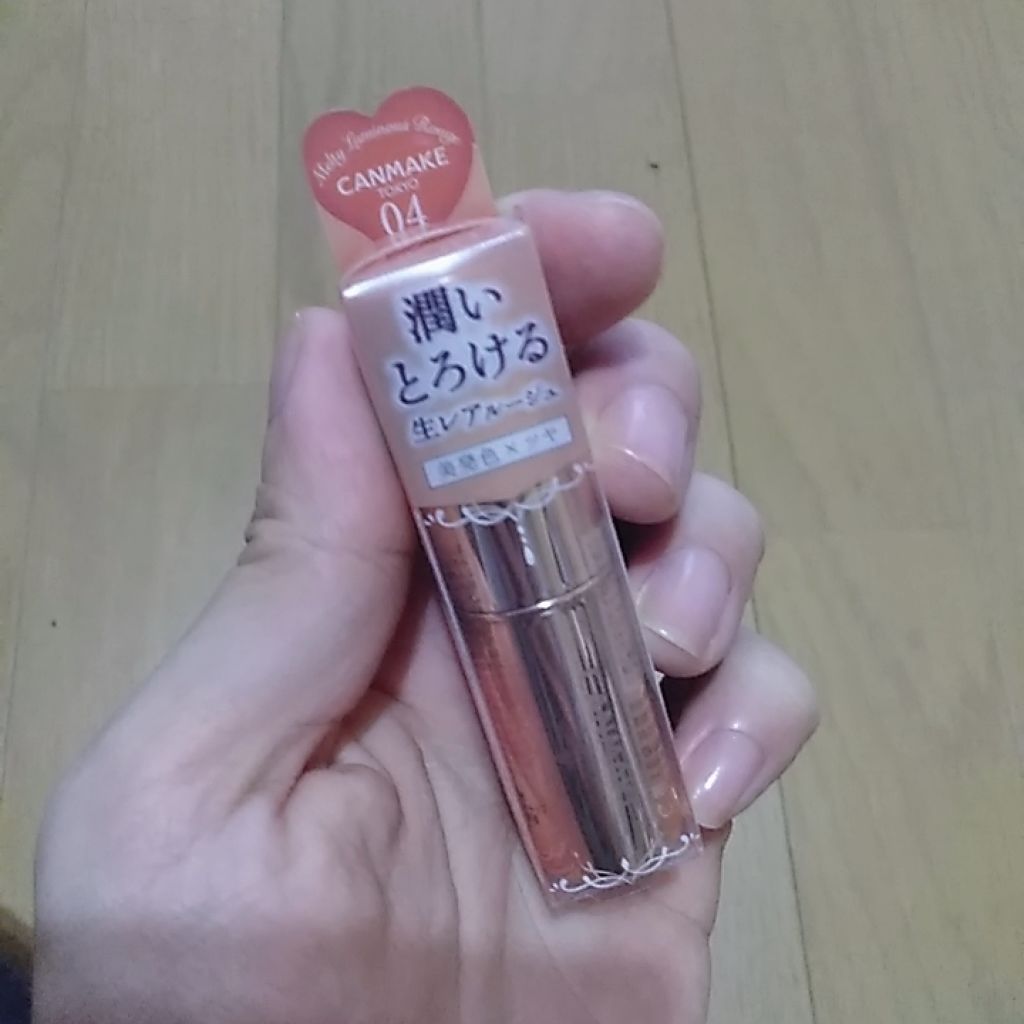 Melty Luminous Rouge
CANMAKE
TOKYO
04
潤い
とろける
生レアルージュ
美発色×ツヤ